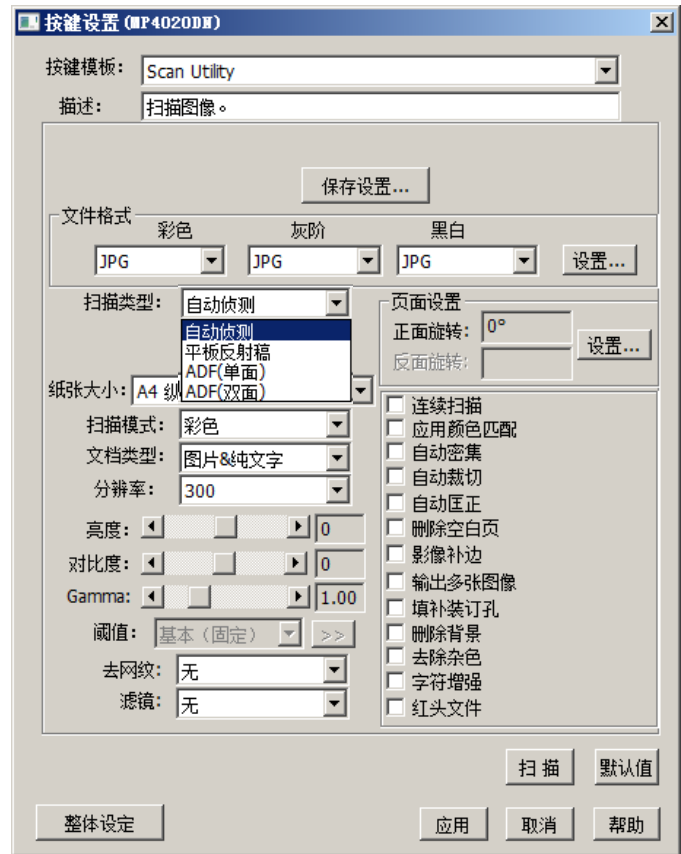 按键设置(MP4020DN)
按键模板: Scan Utility
描述: 扫描图像。
保存设置...
文件格式
彩色 灰阶 黑白
JPG JPG JPG 设置...
扫描类型: 自动侦测
自动侦测
平板反射稿
ADF(单面)
ADF(双面)
纸张大小: A4
扫描模式: 彩色
文档类型: 图片&纯文字
分辨率: 300
亮度: 0
对比度: 0
Gamma: 1.00
阈值: 基本(固定) >>
去网纹: 无
滤镜: 无
页面设置
正面旋转: 0°
反面旋转:
设置...
连续扫描
应用颜色匹配
自动密集
自动裁切
自动匡正
删除空白页
影像补边
输出多张图像
填补装订孔
删除背景
去除杂色
字符增强
红头文件
扫 描 默认值
整体设定 应用 取消 帮助